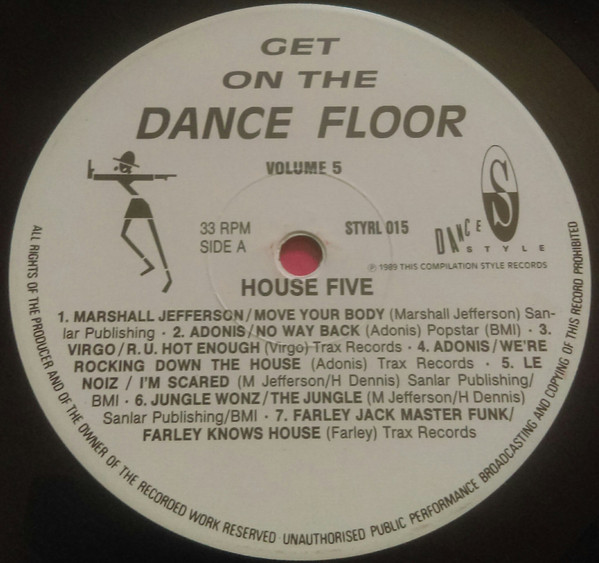 GET
ON THE
DANCE FLOOR
VOLUME 5
33 RPM
SIDE A
STYRL 015
DANCE
S
STYLE
℗ 1989 THIS COMPILATION STYLE RECORDS
HOUSE FIVE
1. MARSHALL JEFFERSON/MOVE YOUR BODY (Marshall Jefferson) San-
lar Publishing · 2. ADONIS/NO WAY BACK (Adonis) Popstar (BMI) · 3.
VIRGO/R.U. HOT ENOUGH (Virgo) Trax Records · 4. ADONIS/WE'RE
ROCKING DOWN THE HOUSE (Adonis) Trax Records · 5. LE
NOIZ / I'M SCARED (M Jefferson/H Dennis) Sanlar Publishing/
BMI · 6. JUNGLE WONZ/THE JUNGLE (M Jefferson/H Dennis)
Sanlar Publishing/BMI · 7. FARLEY JACK MASTER FUNK/
FARLEY KNOWS HOUSE (Farley) Trax Records
ALL RIGHTS OF THE PRODUCER AND OF THE OWNER OF THE RECORDED WORK RESERVED · UNAUTHORISED PUBLIC PERFORMANCE BROADCASTING AND COPYING OF THIS RECORD PROHIBITED